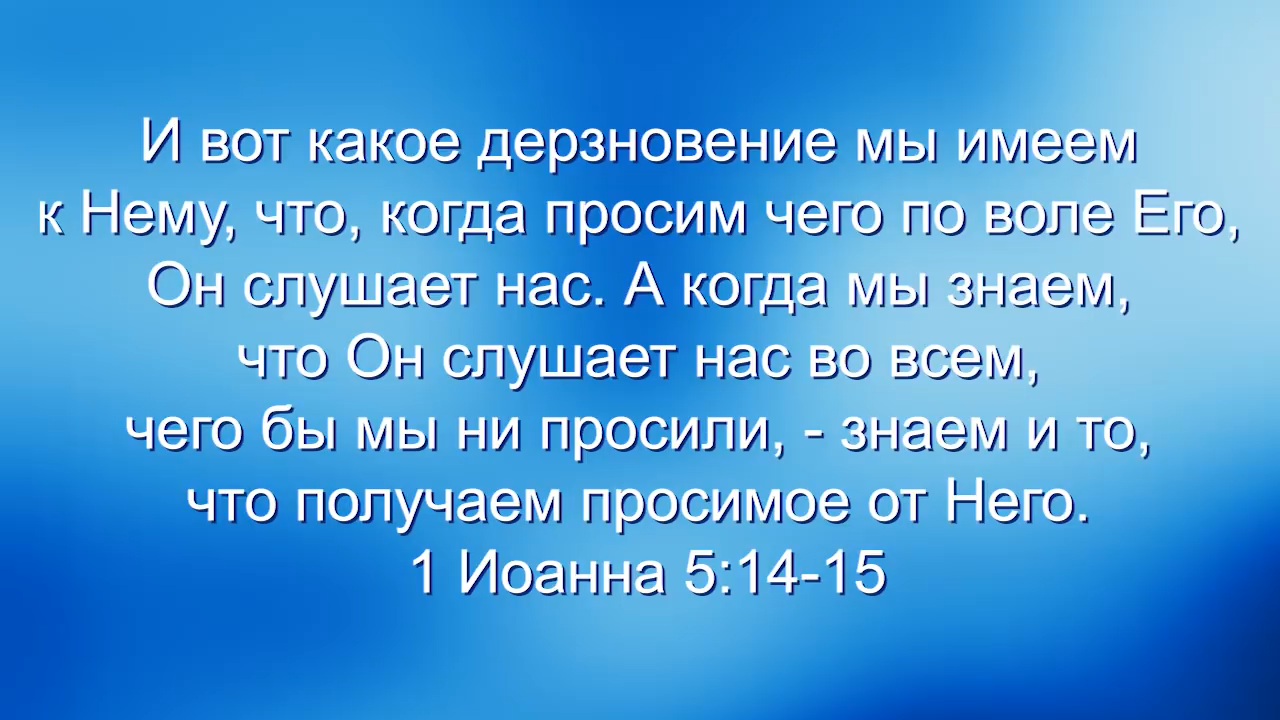 И вот какое дерзновение мы имеем
к Нему, что, когда просим чего по воле Его,
Он слушает нас. А когда мы знаем,
что Он слушает нас во всем,
чего бы мы ни просили, - знаем и то,
что получаем просимое от Него.
1 Иоанна 5:14-15